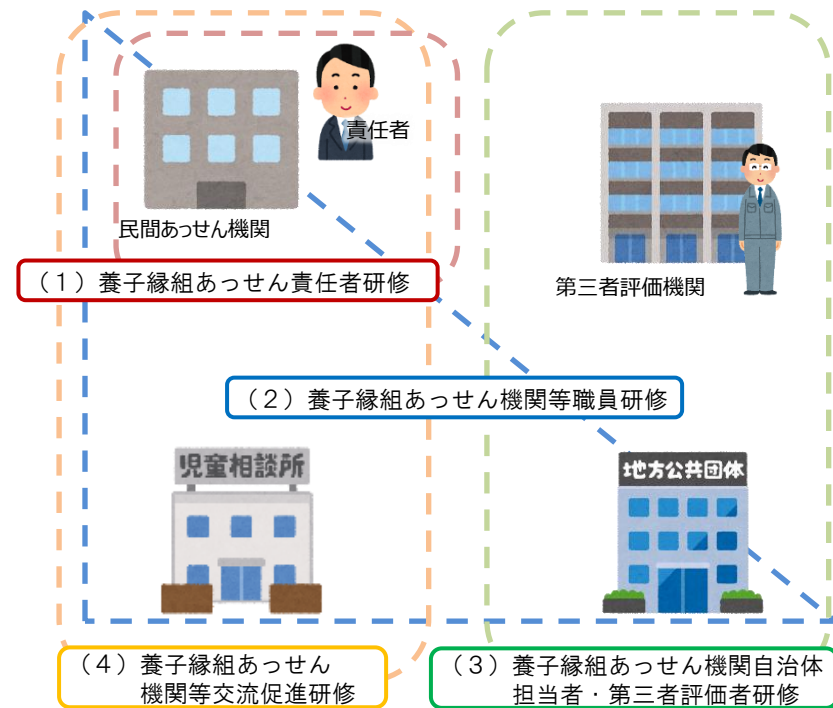 責任者
民間あっせん機関
（１）養子縁組あっせん責任者研修
第三者評価機関
（２）養子縁組あっせん機関等職員研修
児童相談所
地方公共団体
（４）養子縁組あっせん
機関等交流促進研修
（３）養子縁組あっせん機関自治体
担当者・第三者評価者研修